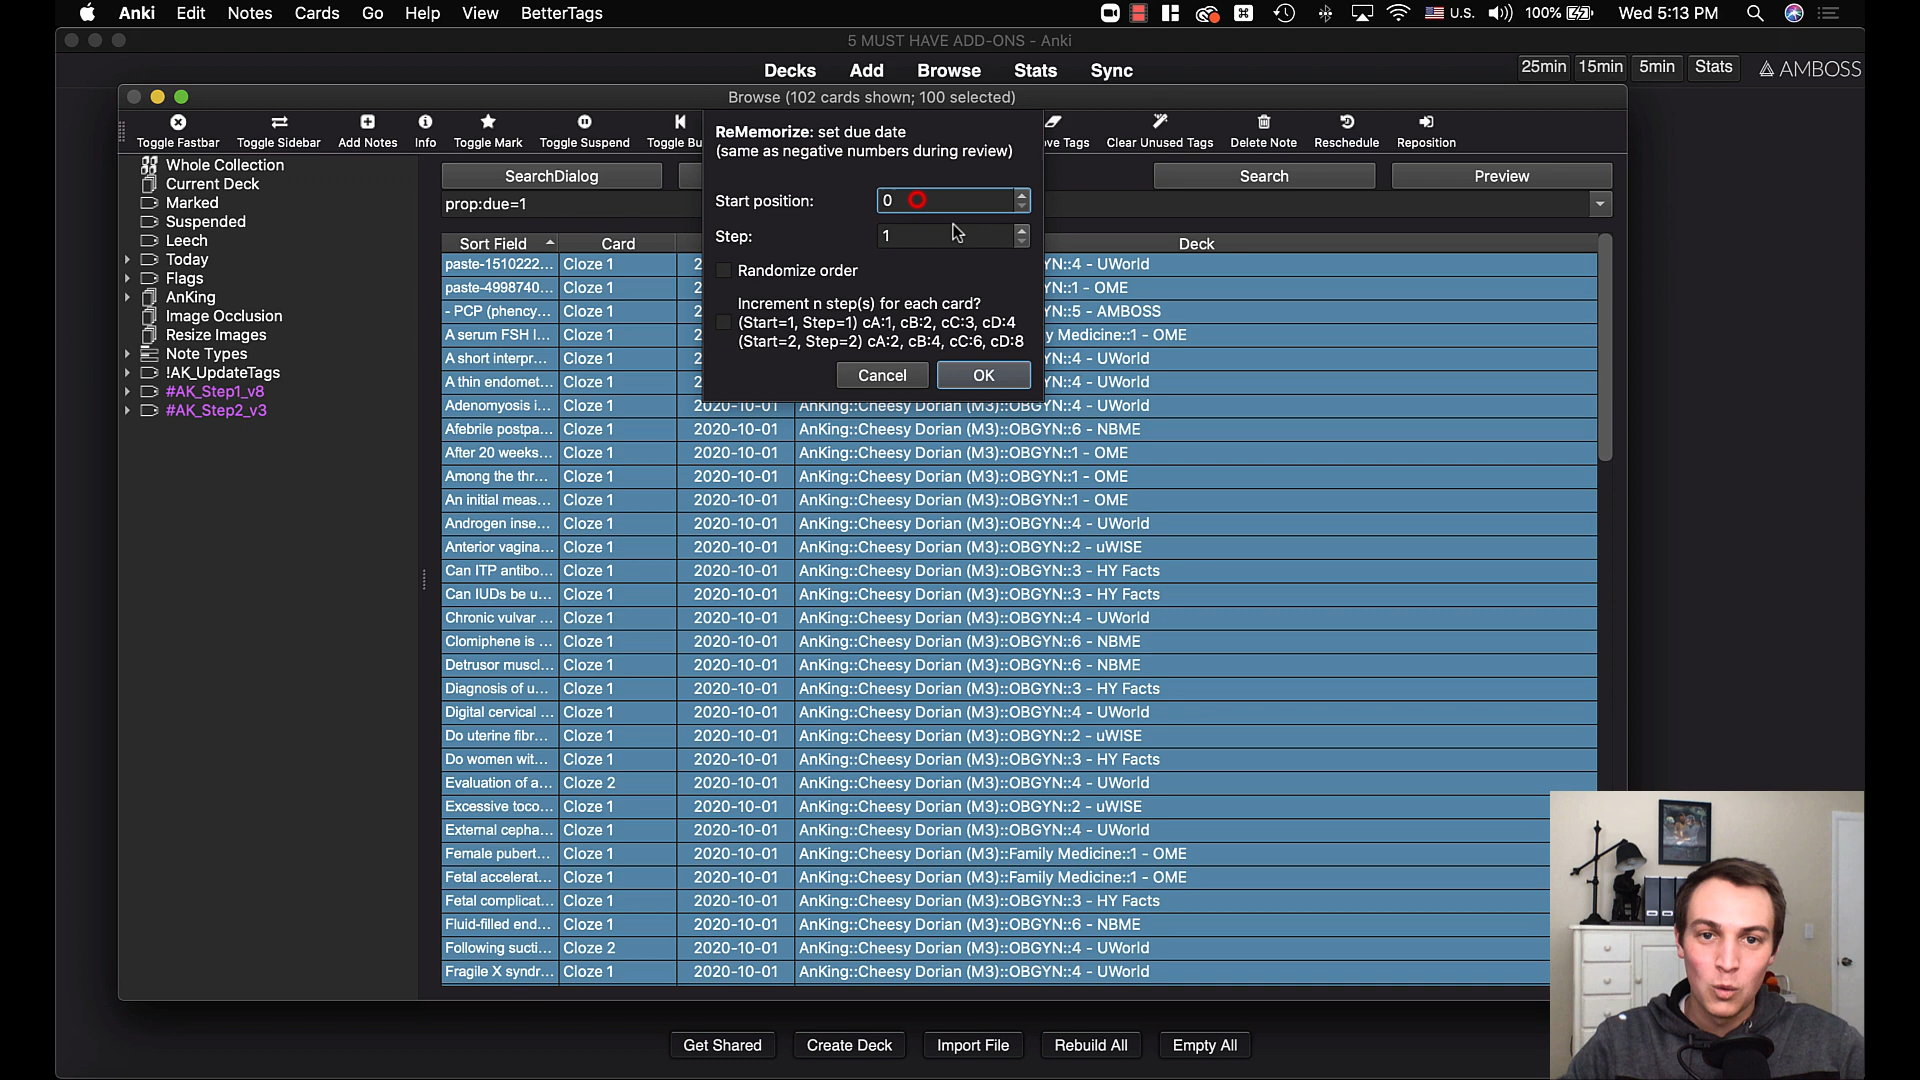 Anki Edit Notes Cards Go Help View BetterTags U.S. 100% Wed 5:13 PM
5 MUST HAVE ADD-ONS - Anki
Decks Add Browse Stats Sync 25min 15min 5min Stats AMBOSS
Browse (102 cards shown; 100 selected)
Toggle Fastbar Toggle Sidebar Add Notes Info Toggle Mark Toggle Suspend Toggle Bu ve Tags Clear Unused Tags Delete Note Reschedule Reposition
ReMemorize: set due date
(same as negative numbers during review)
Start position: 0
Step: 1
Randomize order
Increment n step(s) for each card?
(Start=1, Step=1) cA:1, cB:2, cC:3, cD:4
(Start=2, Step=2) cA:2, cB:4, cC:6, cD:8
Cancel OK
Whole Collection
Current Deck
Marked
Suspended
Leech
Today
Flags
AnKing
Image Occlusion
Resize Images
Note Types
!AK_UpdateTags
#AK_Step1_v8
#AK_Step2_v3
SearchDialog Search Preview
prop:due=1
Sort Field Card Deck
paste-1510222... Cloze 1 2 YN::4 - UWorld
paste-4998740... Cloze 1 2 YN::1 - OME
- PCP (phency... Cloze 1 2 YN::5 - AMBOSS
A serum FSH l... Cloze 1 2 y Medicine::1 - OME
A short interpr... Cloze 1 2 YN::4 - UWorld
A thin endomet... Cloze 1 2 YN::4 - UWorld
Adenomyosis i... Cloze 1 2020-10-01 AnKing::Cheesy Dorian (M3)::OBGYN::4 - UWorld
Afebrile postpa... Cloze 1 2020-10-01 AnKing::Cheesy Dorian (M3)::OBGYN::6 - NBME
After 20 weeks... Cloze 1 2020-10-01 AnKing::Cheesy Dorian (M3)::OBGYN::1 - OME
Among the thr... Cloze 1 2020-10-01 AnKing::Cheesy Dorian (M3)::OBGYN::1 - OME
An initial meas... Cloze 1 2020-10-01 AnKing::Cheesy Dorian (M3)::OBGYN::1 - OME
Androgen inse... Cloze 1 2020-10-01 AnKing::Cheesy Dorian (M3)::OBGYN::4 - UWorld
Anterior vagina... Cloze 1 2020-10-01 AnKing::Cheesy Dorian (M3)::OBGYN::2 - uWISE
Can ITP antibo... Cloze 1 2020-10-01 AnKing::Cheesy Dorian (M3)::OBGYN::3 - HY Facts
Can IUDs be u... Cloze 1 2020-10-01 AnKing::Cheesy Dorian (M3)::OBGYN::3 - HY Facts
Chronic vulvar ... Cloze 1 2020-10-01 AnKing::Cheesy Dorian (M3)::OBGYN::4 - UWorld
Clomiphene is ... Cloze 1 2020-10-01 AnKing::Cheesy Dorian (M3)::OBGYN::6 - NBME
Detrusor muscl... Cloze 1 2020-10-01 AnKing::Cheesy Dorian (M3)::OBGYN::6 - NBME
Diagnosis of u... Cloze 1 2020-10-01 AnKing::Cheesy Dorian (M3)::OBGYN::3 - HY Facts
Digital cervical ... Cloze 1 2020-10-01 AnKing::Cheesy Dorian (M3)::OBGYN::4 - UWorld
Do uterine fibr... Cloze 1 2020-10-01 AnKing::Cheesy Dorian (M3)::OBGYN::2 - uWISE
Do women wit... Cloze 1 2020-10-01 AnKing::Cheesy Dorian (M3)::OBGYN::3 - HY Facts
Evaluation of a... Cloze 2 2020-10-01 AnKing::Cheesy Dorian (M3)::OBGYN::4 - UWorld
Excessive toco... Cloze 1 2020-10-01 AnKing::Cheesy Dorian (M3)::OBGYN::2 - uWISE
External cepha... Cloze 1 2020-10-01 AnKing::Cheesy Dorian (M3)::OBGYN::4 - UWorld
Female pubert... Cloze 1 2020-10-01 AnKing::Cheesy Dorian (M3)::Family Medicine::1 - OME
Fetal accelerat... Cloze 1 2020-10-01 AnKing::Cheesy Dorian (M3)::Family Medicine::1 - OME
Fetal complicat... Cloze 1 2020-10-01 AnKing::Cheesy Dorian (M3)::OBGYN::3 - HY Facts
Fluid-filled end... Cloze 1 2020-10-01 AnKing::Cheesy Dorian (M3)::OBGYN::6 - NBME
Following sucti... Cloze 2 2020-10-01 AnKing::Cheesy Dorian (M3)::OBGYN::4 - UWorld
Fragile X syndr... Cloze 1 2020-10-01 AnKing::Cheesy Dorian (M3)::OBGYN::4 - UWorld
Get Shared Create Deck Import File Rebuild All Empty All